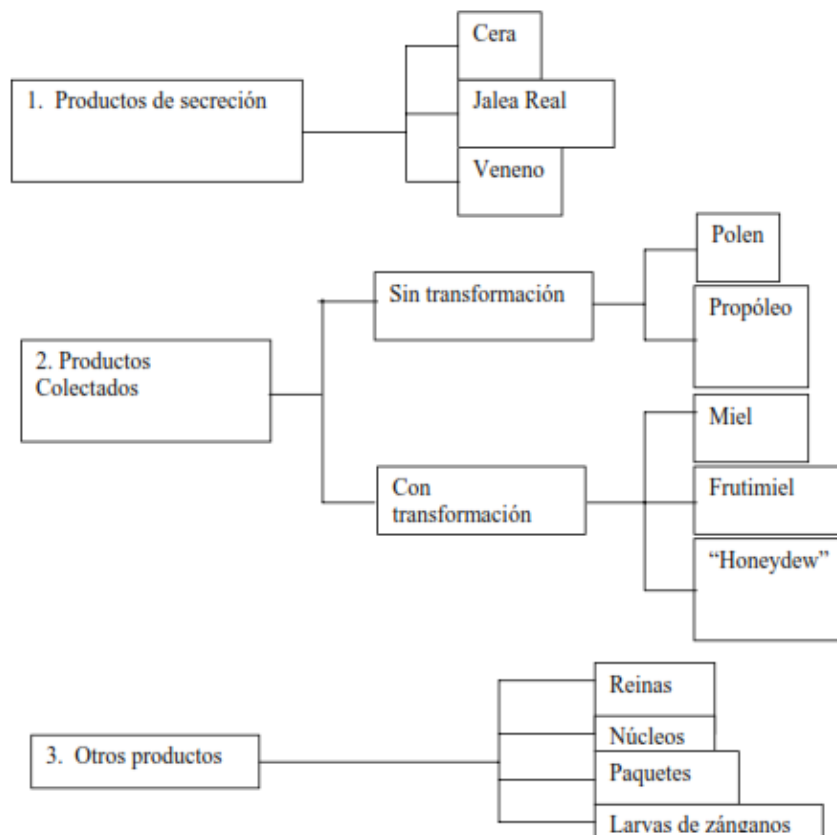 Cera
1. Productos de secreción
Jalea Real
Veneno
Polen
Sin transformación
Propóleo
2. Productos
Colectados
Miel
Con
transformación
Frutimiel
“Honeydew”
Reinas
3. Otros productos
Núcleos
Paquetes
Larvas de zánganos